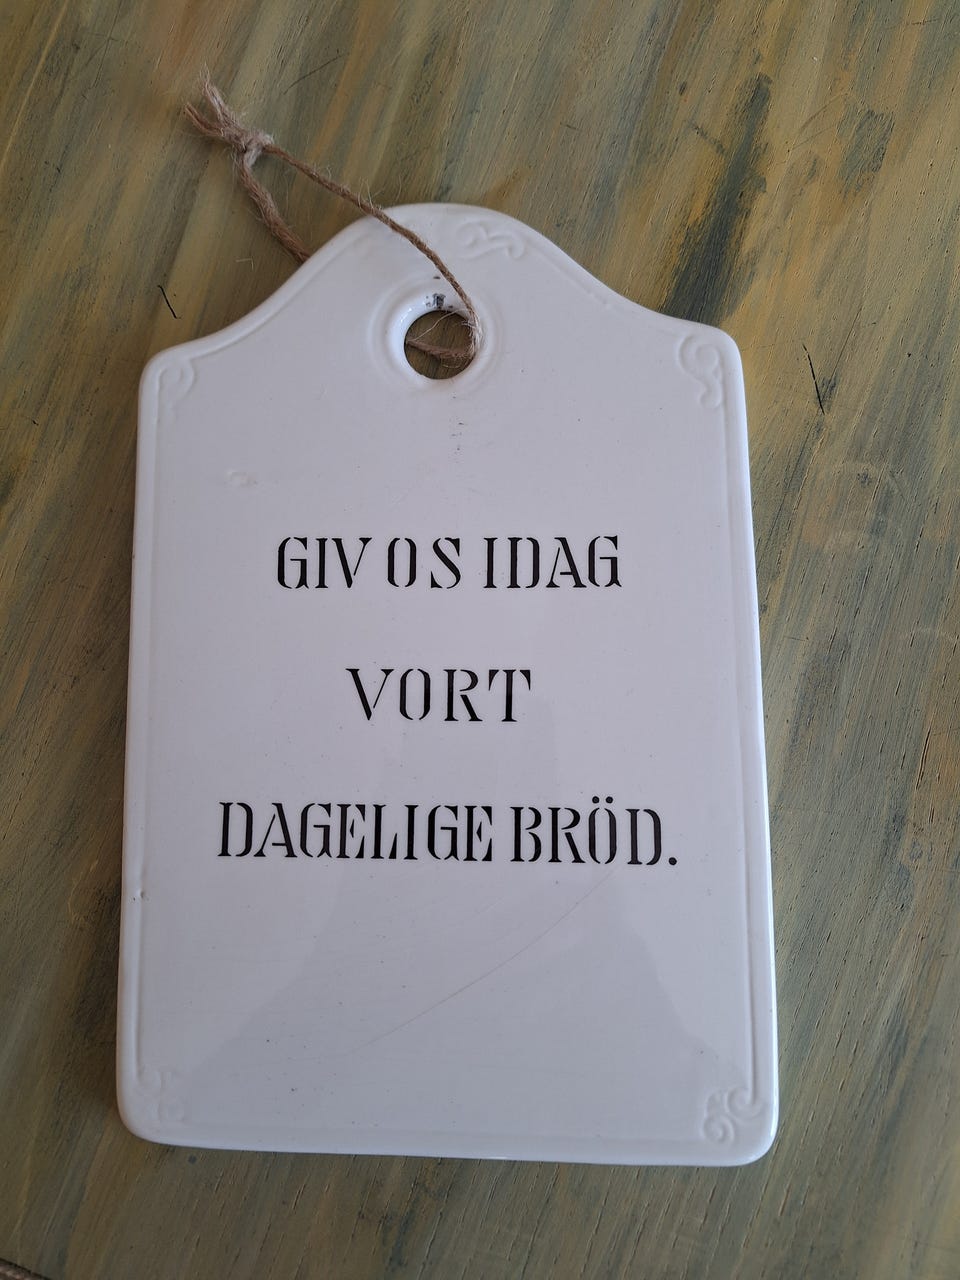 GIV OS IDAG
VORT
DAGELIGE BRÖD.